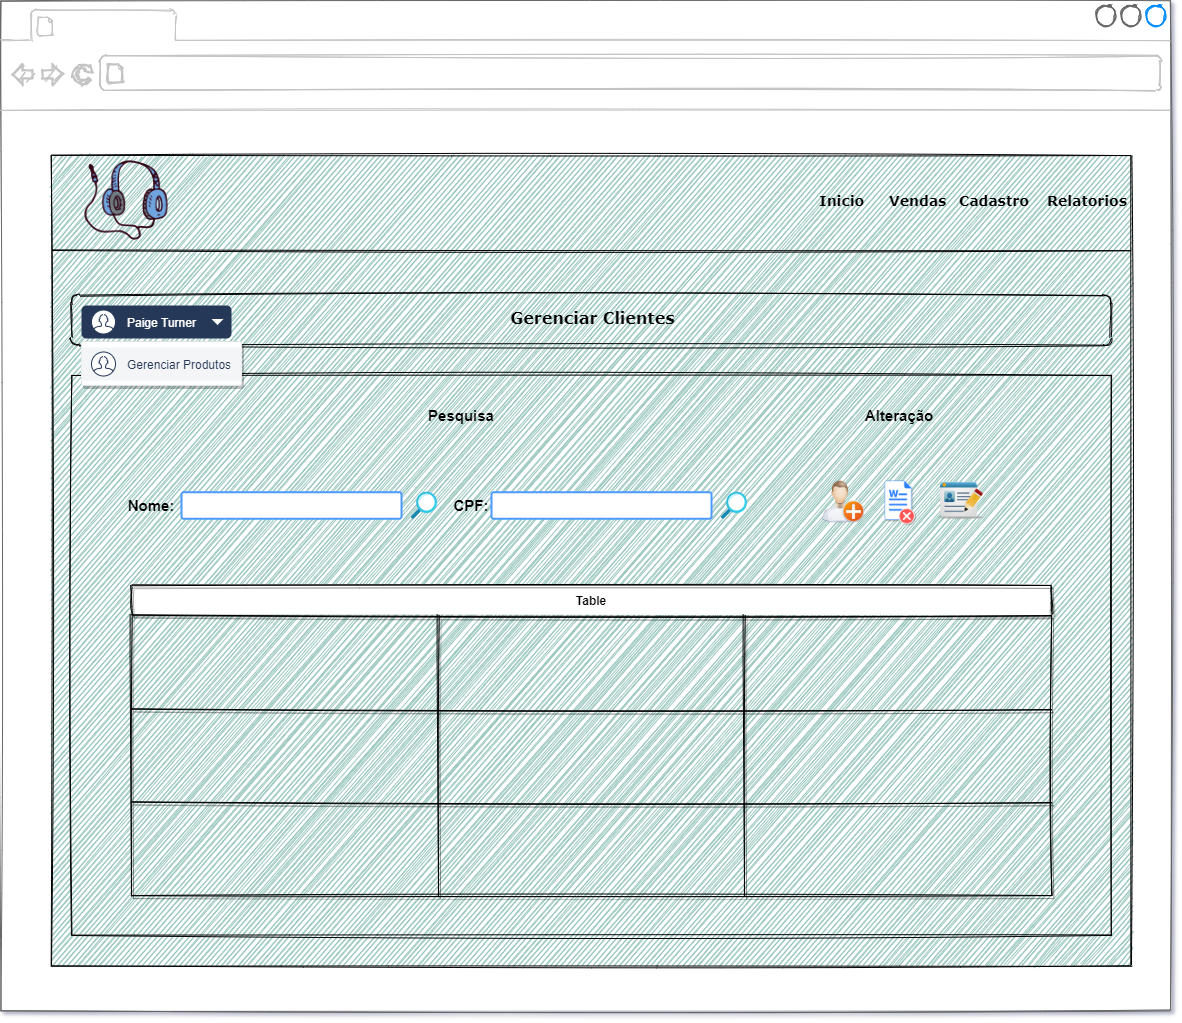 Inicio Vendas Cadastro Relatorios
Paige Turner
Gerenciar Clientes
Gerenciar Produtos
Pesquisa Alteração
Nome: CPF:
W
Table